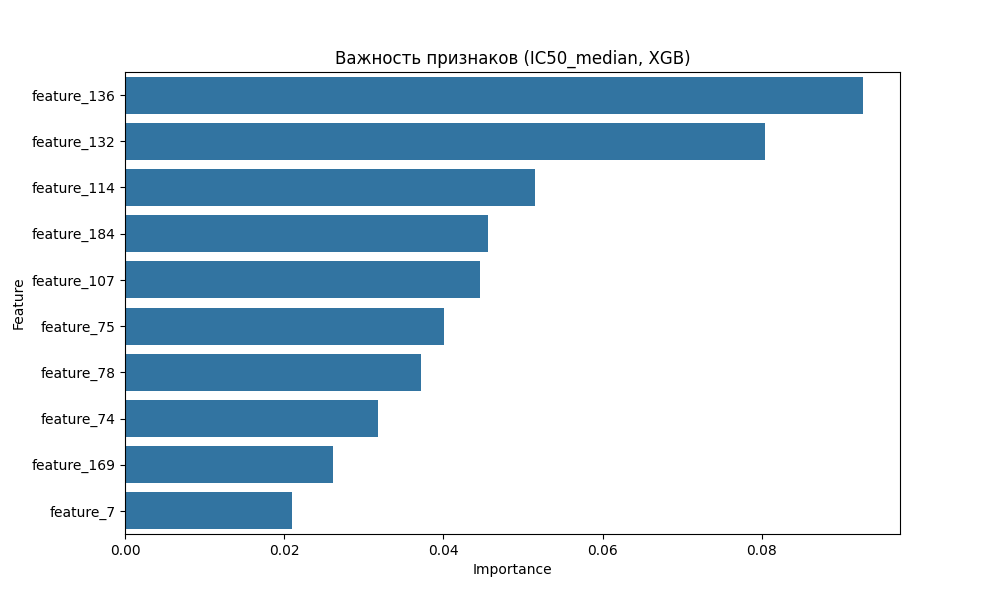 Важность признаков (IC50_median, XGB)
feature_136
feature_132
feature_114
feature_184
feature_107
feature_75
feature_78
feature_74
feature_169
feature_7
Feature
0.00 0.02 0.04 0.06 0.08
Importance